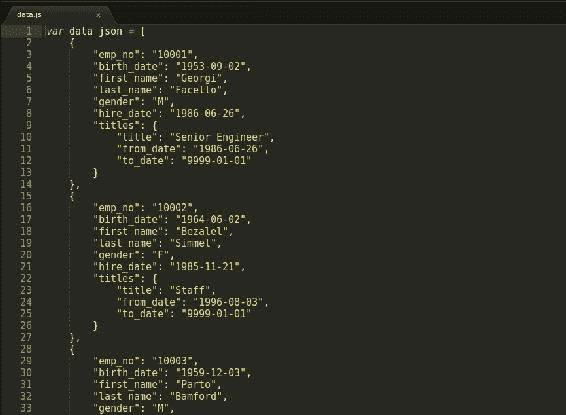 data.js x
1 var data_json = [
2 {
3 "emp_no": "10001",
4 "birth_date": "1953-09-02",
5 "first_name": "Georgi",
6 "last_name": "Facello",
7 "gender": "M",
8 "hire_date": "1986-06-26",
9 "titles": {
10 "title": "Senior Engineer",
11 "from_date": "1986-06-26",
12 "to_date": "9999-01-01"
13 }
14 },
15 {
16 "emp_no": "10002",
17 "birth_date": "1964-06-02",
18 "first_name": "Bezalel",
19 "last_name": "Simmel",
20 "gender": "F",
21 "hire_date": "1985-11-21",
22 "titles": {
23 "title": "Staff",
24 "from_date": "1996-08-03",
25 "to_date": "9999-01-01"
26 }
27 },
28 {
29 "emp_no": "10003",
30 "birth_date": "1959-12-03",
31 "first_name": "Parto",
32 "last_name": "Bamford",
33 "gender": "M",